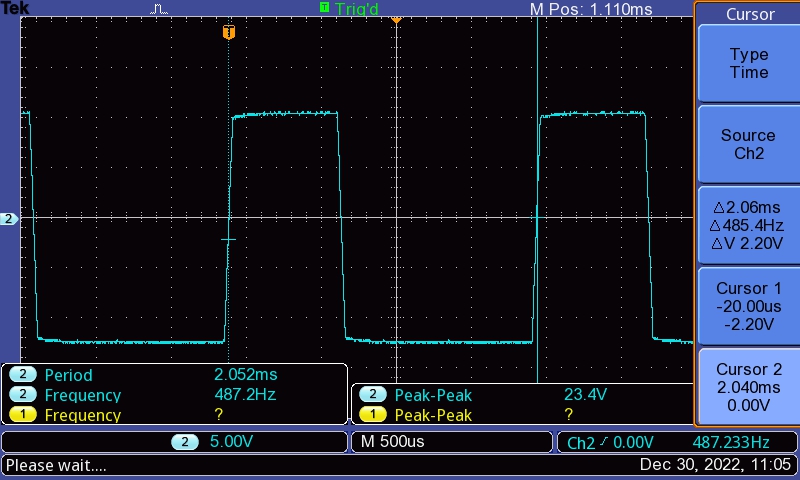 Tek
T Trig'd
M Pos: 1.110ms
Cursor
T
Type
Time
Source
Ch2
2
△2.06ms
△485.4Hz
△V 2.20V
Cursor 1
-20.00us
-2.20V
Cursor 2
2.040ms
0.00V
2 Period 2.052ms
2 Frequency 487.2Hz
1 Frequency ?
2 Peak-Peak 23.4V
1 Peak-Peak ?
2 5.00V
M 500us
Ch2 0.00V 487.233Hz
Please wait....
Dec 30, 2022, 11:05